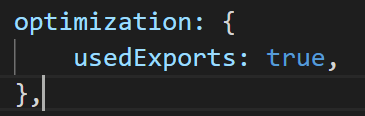 optimization: {
    usedExports: true,
},